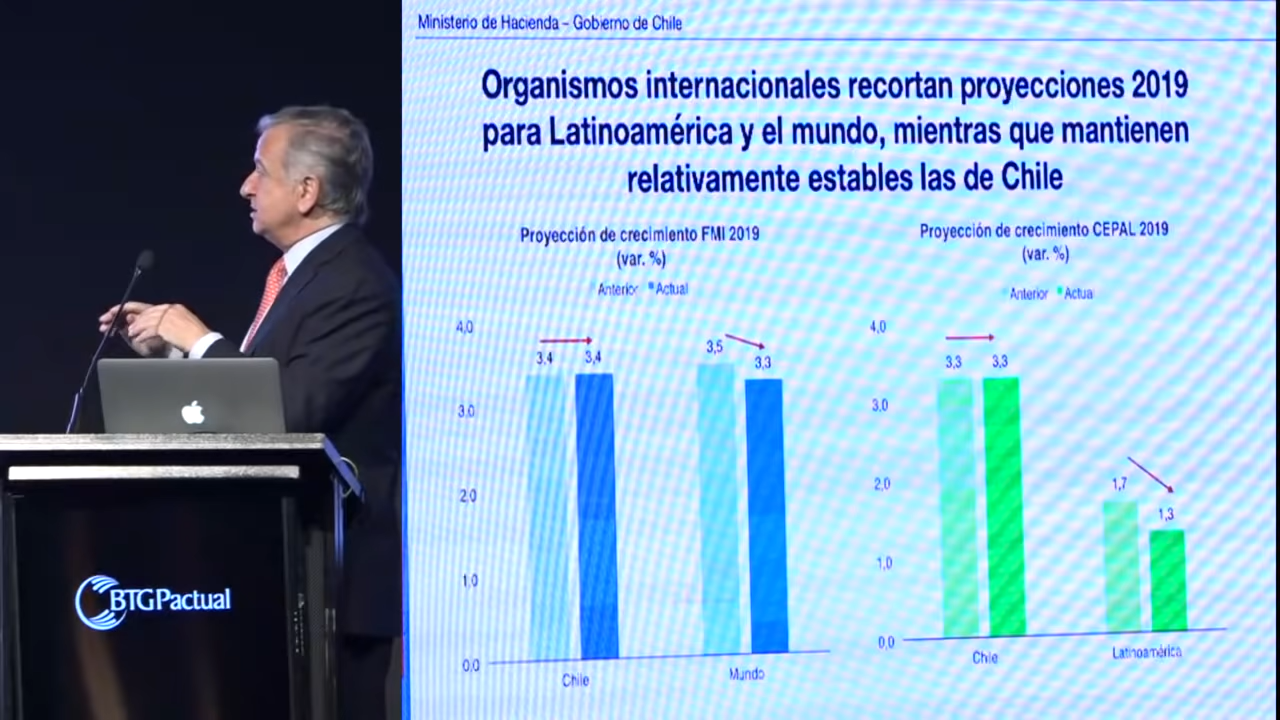 Ministerio de Hacienda – Gobierno de Chile
Organismos internacionales recortan proyecciones 2019
para Latinoamérica y el mundo, mientras que mantienen
relativamente estables las de Chile
Proyección de crecimiento FMI 2019
(var. %)
Anterior Actual
4,0
3,0
2,0
1,0
0,0
3,4
3,4
3,5
3,3
Chile
Mundo
Proyección de crecimiento CEPAL 2019
(var. %)
Anterior Actual
4,0
3,0
2,0
1,0
0,0
3,3
3,3
1,7
1,3
Chile
Latinoamérica
BTGPactual